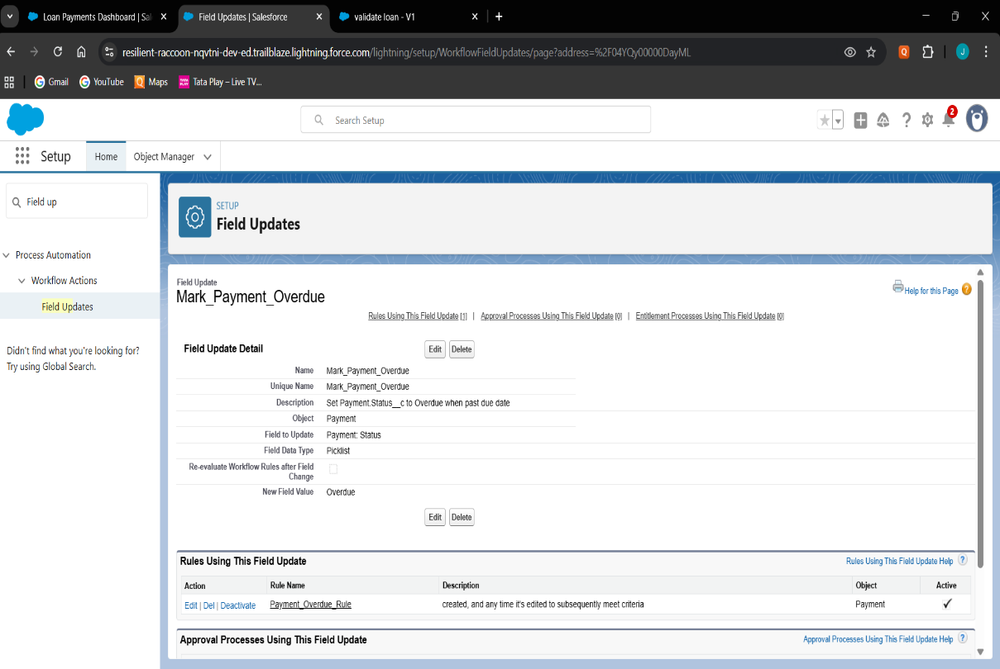 Loan Payments Dashboard | Sal
Field Updates | Salesforce
validate loan - V1
resilient-raccoon-nqvtni-dev-ed.trailblaze.lightning.force.com/lightning/setup/WorkflowFieldUpdates/page?address=%2F04YQy00000DayML
Q
J
Gmail
YouTube
Maps
Tata Play – Live TV...
Search Setup
2
Setup
Home
Object Manager
Field up
Process Automation
Workflow Actions
Field Updates
Didn't find what you're looking for?
Try using Global Search.
SETUP
Field Updates
Field Update
Mark_Payment_Overdue
Help for this Page
Rules Using This Field Update [1] | Approval Processes Using This Field Update [0] | Entitlement Processes Using This Field Update [0]
Field Update Detail
Edit Delete
Name Mark_Payment_Overdue
Unique Name Mark_Payment_Overdue
Description Set Payment.Status__c to Overdue when past due date
Object Payment
Field to Update Payment: Status
Field Data Type Picklist
Re-evaluate Workflow Rules after Field
Change
New Field Value Overdue
Edit Delete
Rules Using This Field Update
Rules Using This Field Update Help ?
Action Rule Name Description Object Active
Edit | Del | Deactivate Payment_Overdue_Rule created, and any time it's edited to subsequently meet criteria Payment
Approval Processes Using This Field Update
Approval Processes Using This Field Update Help ?